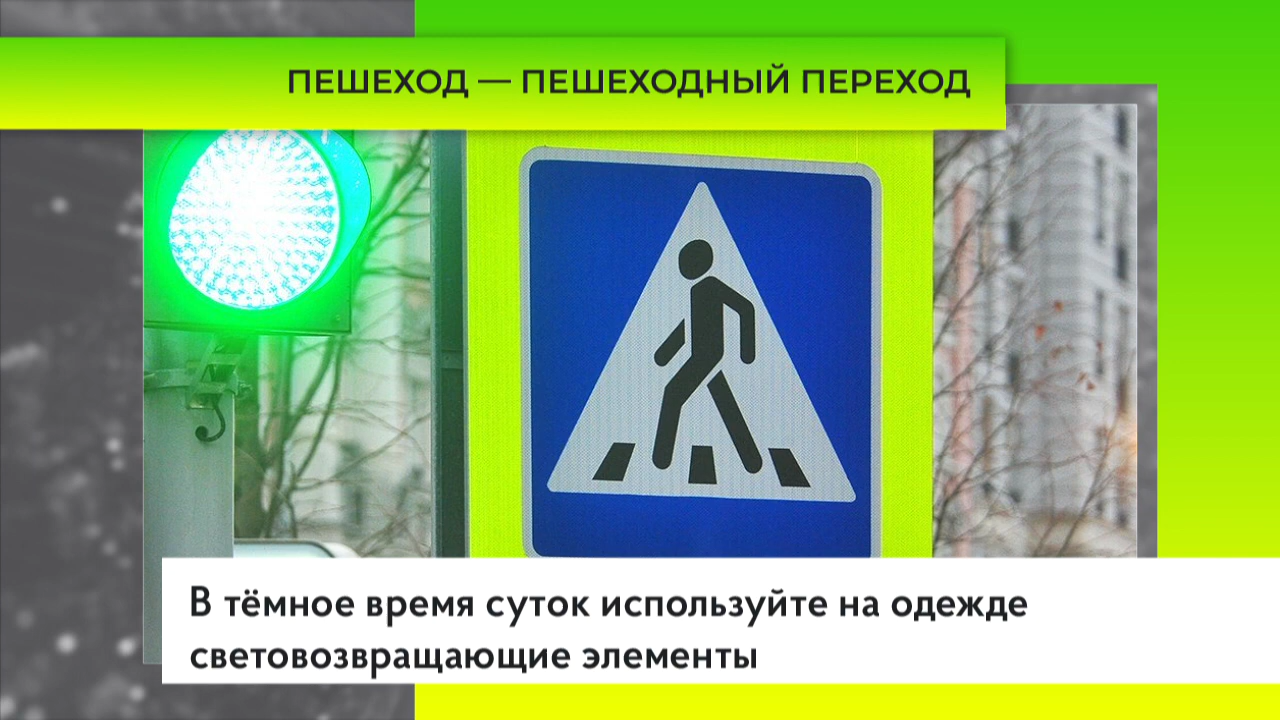 ПЕШЕХОД — ПЕШЕХОДНЫЙ ПЕРЕХОД
В тёмное время суток используйте на одежде
световозвращающие элементы